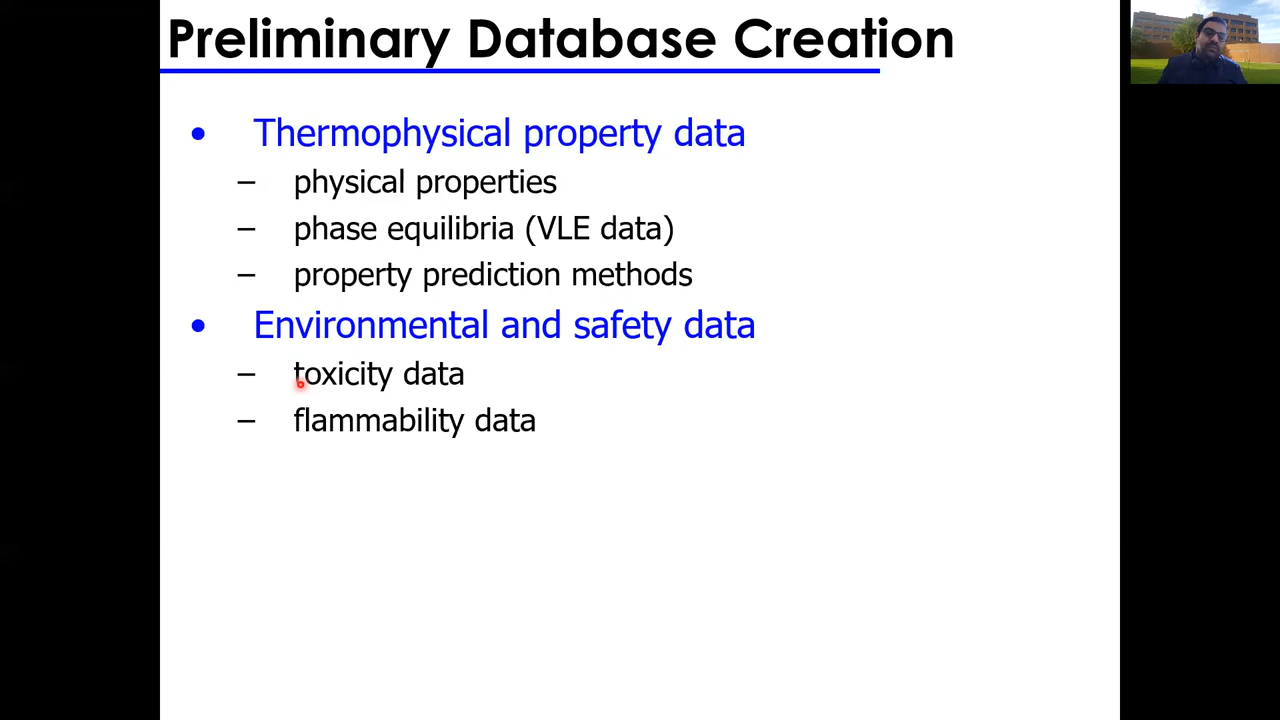 Preliminary Database Creation
• Thermophysical property data
– physical properties
– phase equilibria (VLE data)
– property prediction methods
• Environmental and safety data
– toxicity data
– flammability data